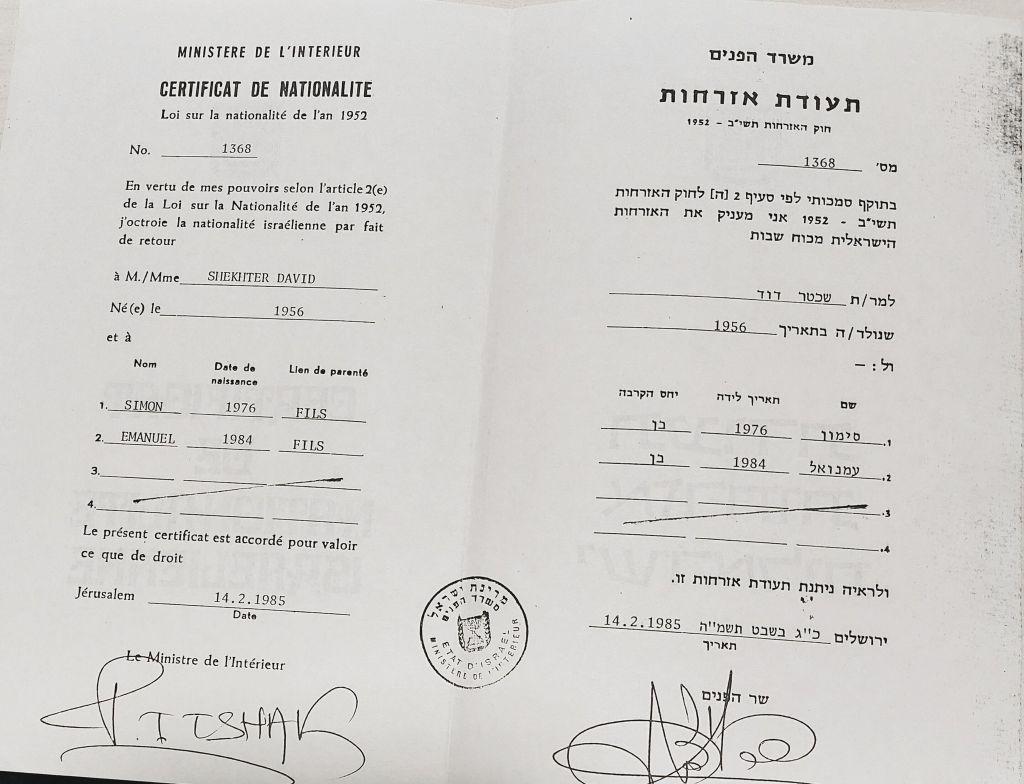 MINISTERE DE L'INTERIEUR
CERTIFICAT DE NATIONALITE
Loi sur la nationalité de l'an 1952
No. 1368
En vertu de mes pouvoirs selon l'article 2(e)
de la Loi sur la Nationalité de l'an 1952,
j'octroie la nationalité israélienne par fait
de retour
à M./Mme SHEKHTER DAVID
Né(e) le 1956
et à
Nom Date de naissance Lien de parenté
1. SIMON 1976 FILS
2. EMANUEL 1984 FILS
3.
4.
Le présent certificat est accordé pour valoir
ce que de droit
Jérusalem 14.2.1985
Date
Le Ministre de l'Intérieur
P. ITSHAK
מדינת ישראל
משרד הפנים
ETAT D'ISRAEL
MINISTERE DE L'INTERIEUR
משרד הפנים
תעודת אזרחות
חוק האזרחות תשי״ב – 1952
מס' 1368
בתוקף סמכותי לפי סעיף 2 [ה] לחוק האזרחות
תשי״ב - 1952 אני מעניק את האזרחות
הישראלית מכוח שבות
למר/ת שכטר דוד
שנולד/ה בתאריך 1956
ול: –
שם תאריך לידה יחס הקרבה
1. סימון 1976 בן
2. עמנואל 1984 בן
3.
4.
ולראיה ניתנת תעודת אזרחות זו.
ירושלים כ״ג בשבט תשמ״ה 14.2.1985
תאריך
שר הפנים